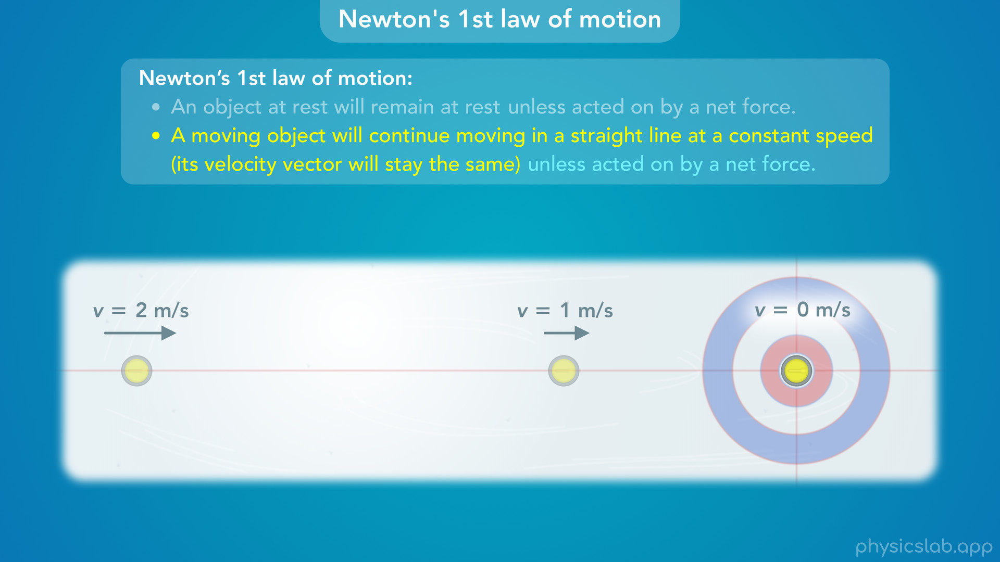 Newton's 1st law of motion
Newton’s 1st law of motion:
• An object at rest will remain at rest unless acted on by a net force.
• A moving object will continue moving in a straight line at a constant speed
(its velocity vector will stay the same) unless acted on by a net force.
v = 2 m/s
v = 1 m/s
v = 0 m/s
physicslab.app